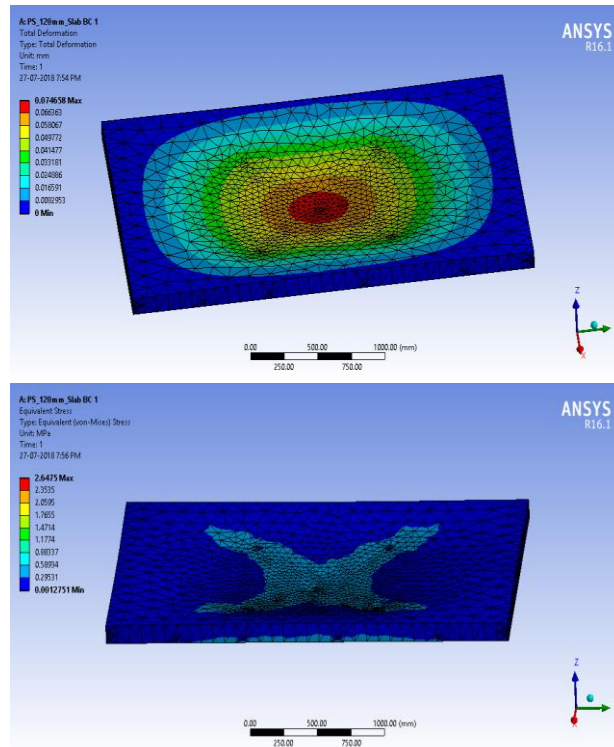 A: PS_120mm_Slab BC 1
Total Deformation
Type: Total Deformation
Unit: mm
Time: 1
27-07-2018 7:54 PM
ANSYS
R16.1
0.074658 Max
0.066363
0.058067
0.049772
0.041477
0.033181
0.024886
0.016591
0.0082953
0 Min
Z
X
0.00 500.00 1000.00 (mm)
250.00 750.00
A: PS_120mm_Slab BC 1
Equivalent Stress
Type: Equivalent (von-Mises) Stress
Unit: MPa
Time: 1
27-07-2018 7:56 PM
ANSYS
R16.1
2.6475 Max
2.3535
2.0595
1.7655
1.4714
1.1774
0.88337
0.58934
0.29531
0.0012751 Min
Z
X
0.00 500.00 1000.00 (mm)
250.00 750.00